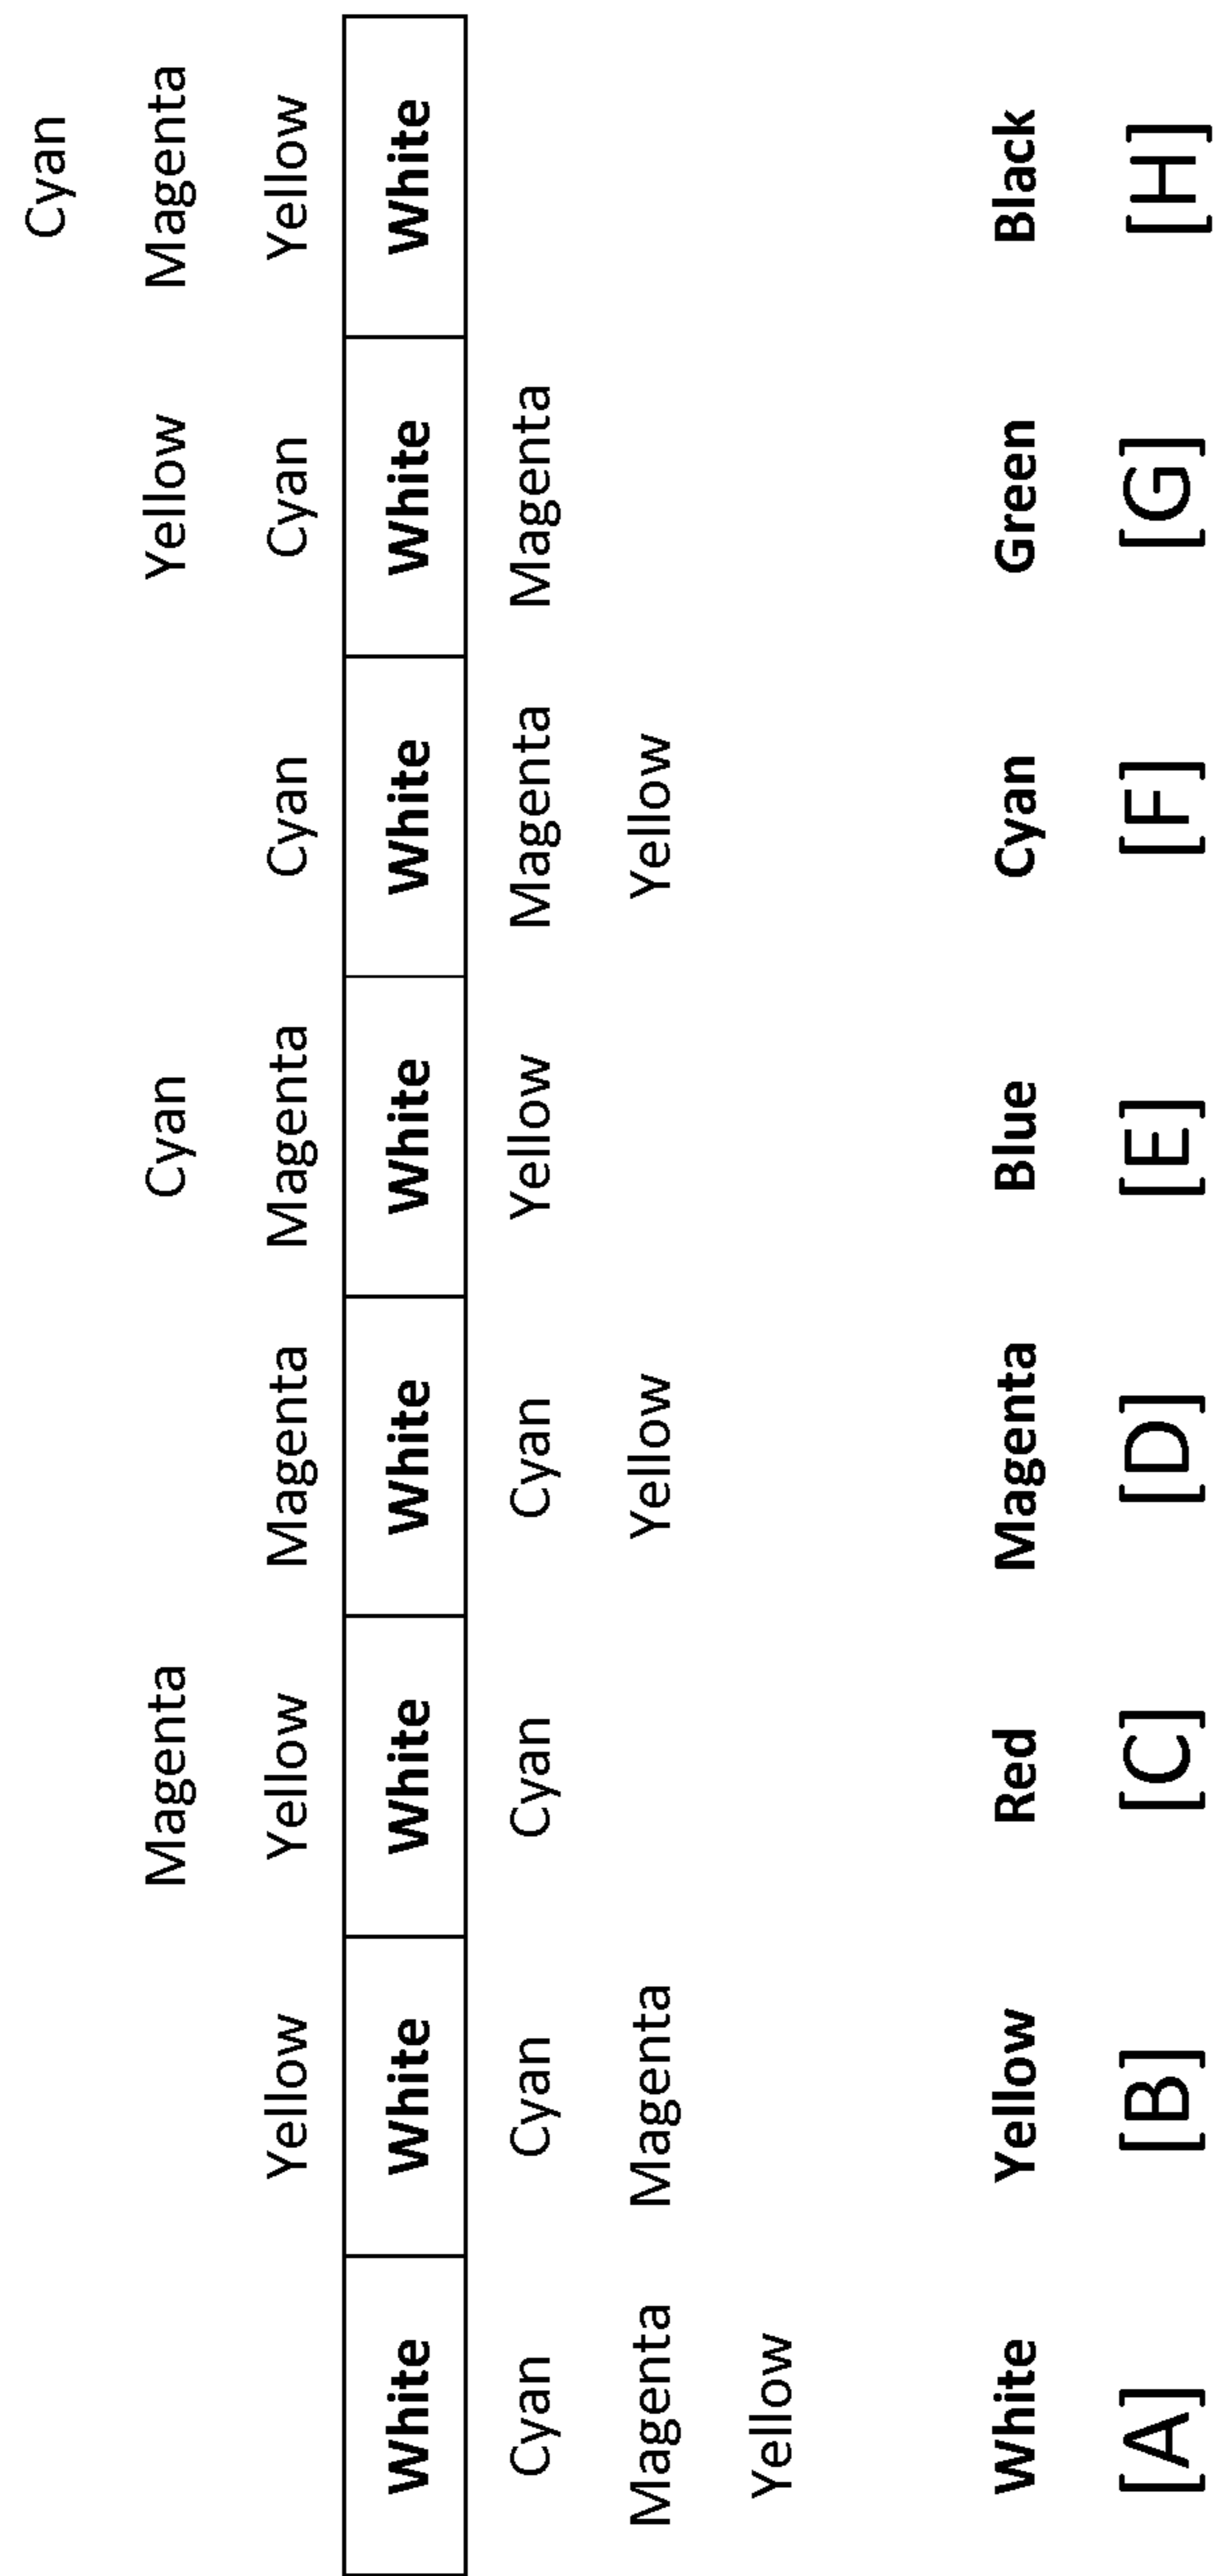 Cyan
Magenta Cyan Yellow Magenta
Yellow Yellow Magenta Magenta Cyan Cyan Yellow
White White White White White White White White
Cyan Cyan Cyan Cyan Yellow Magenta Magenta
Magenta Magenta Yellow Yellow
Yellow
White Yellow Red Magenta Blue Cyan Green Black
[A] [B] [C] [D] [E] [F] [G] [H]